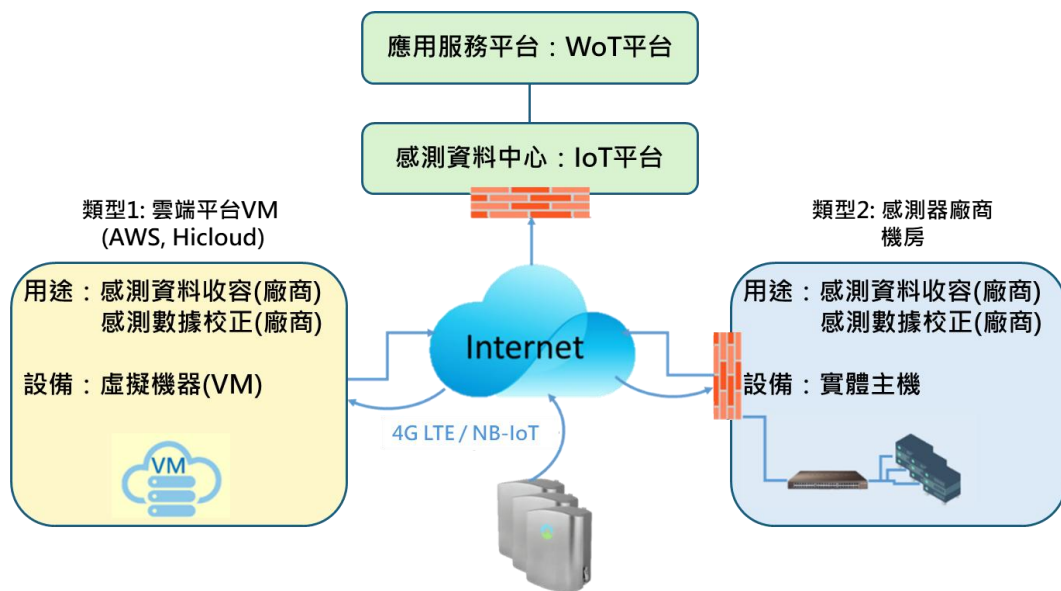 應用服務平台：WoT平台
感測資料中心：IoT平台
類型1: 雲端平台VM
(AWS, Hicloud)
用途：感測資料收容(廠商)
感測數據校正(廠商)
設備：虛擬機器(VM)
VM
Internet
4G LTE / NB-IoT
類型2: 感測器廠商
機房
用途：感測資料收容(廠商)
感測數據校正(廠商)
設備：實體主機